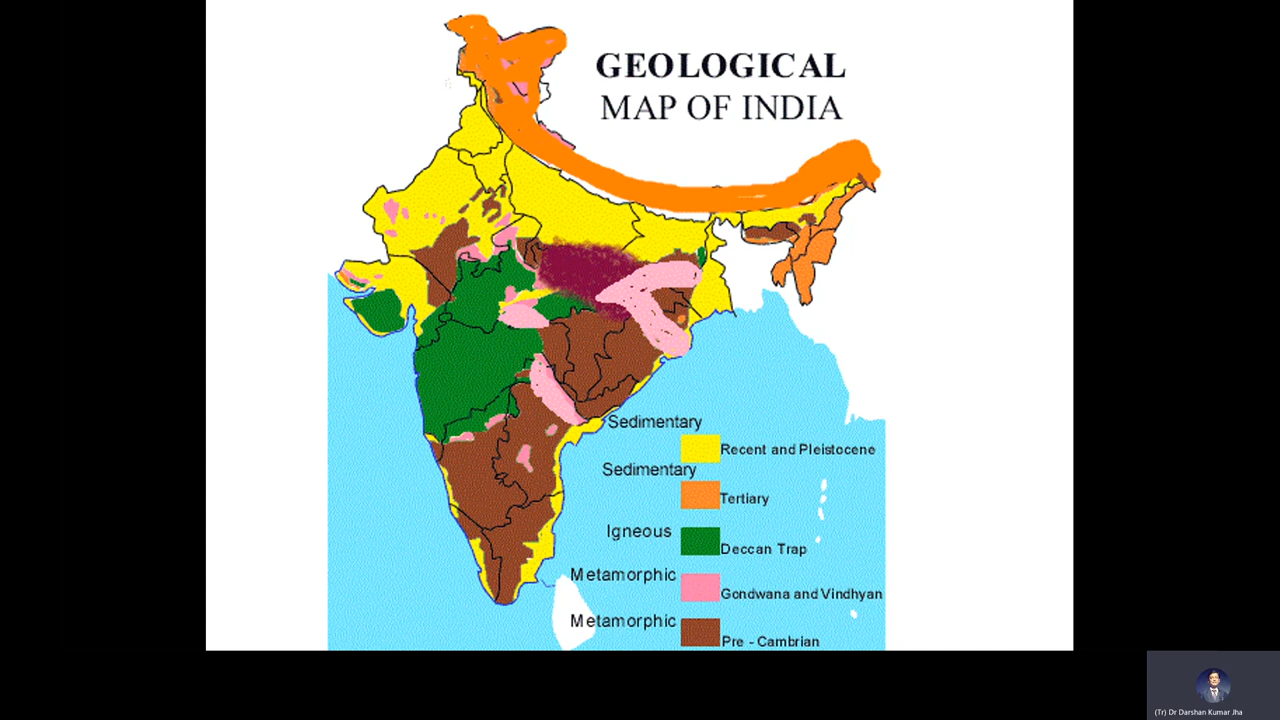 GEOLOGICAL
MAP OF INDIA
Sedimentary
Recent and Pleistocene
Sedimentary
Tertiary
Igneous
Deccan Trap
Metamorphic
Gondwana and Vindhyan
Metamorphic
Pre - Cambrian
(Tr) Dr Darshan Kumar Jha